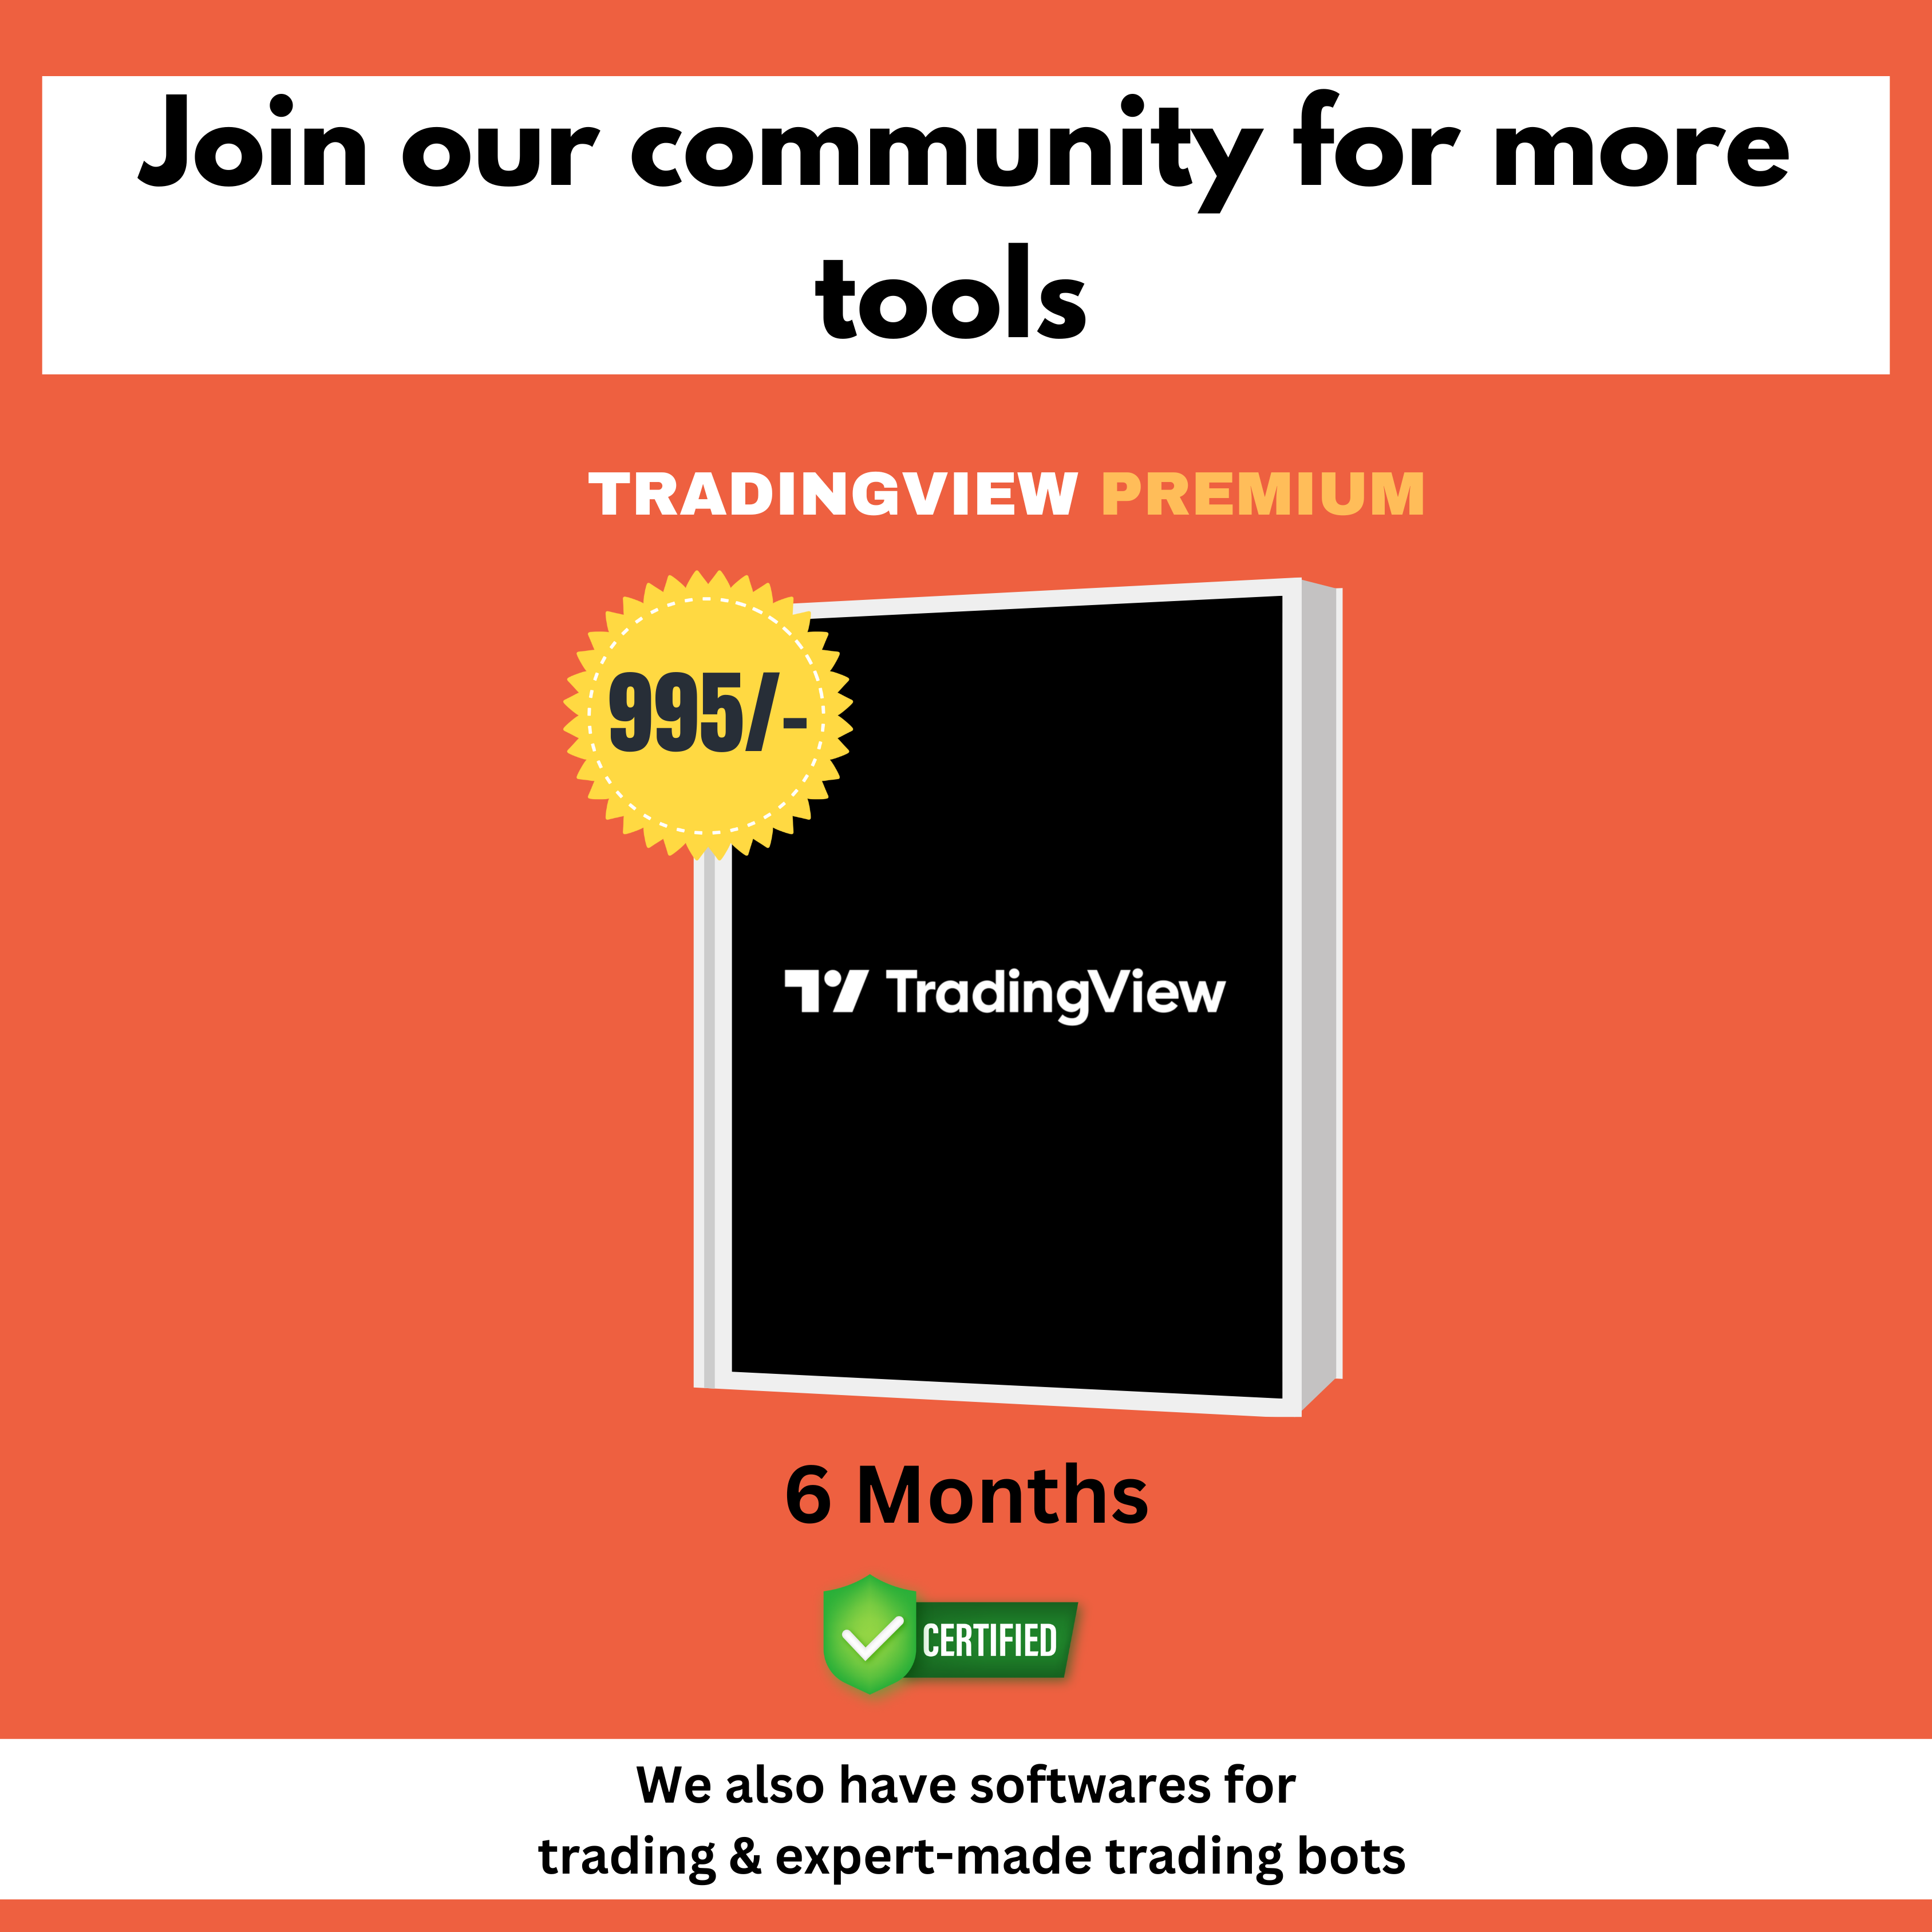 Join our community for more
tools
TRADINGVIEW PREMIUM
995/-
TradingView
6 Months
CERTIFIED
We also have softwares for
trading & expert-made trading bots